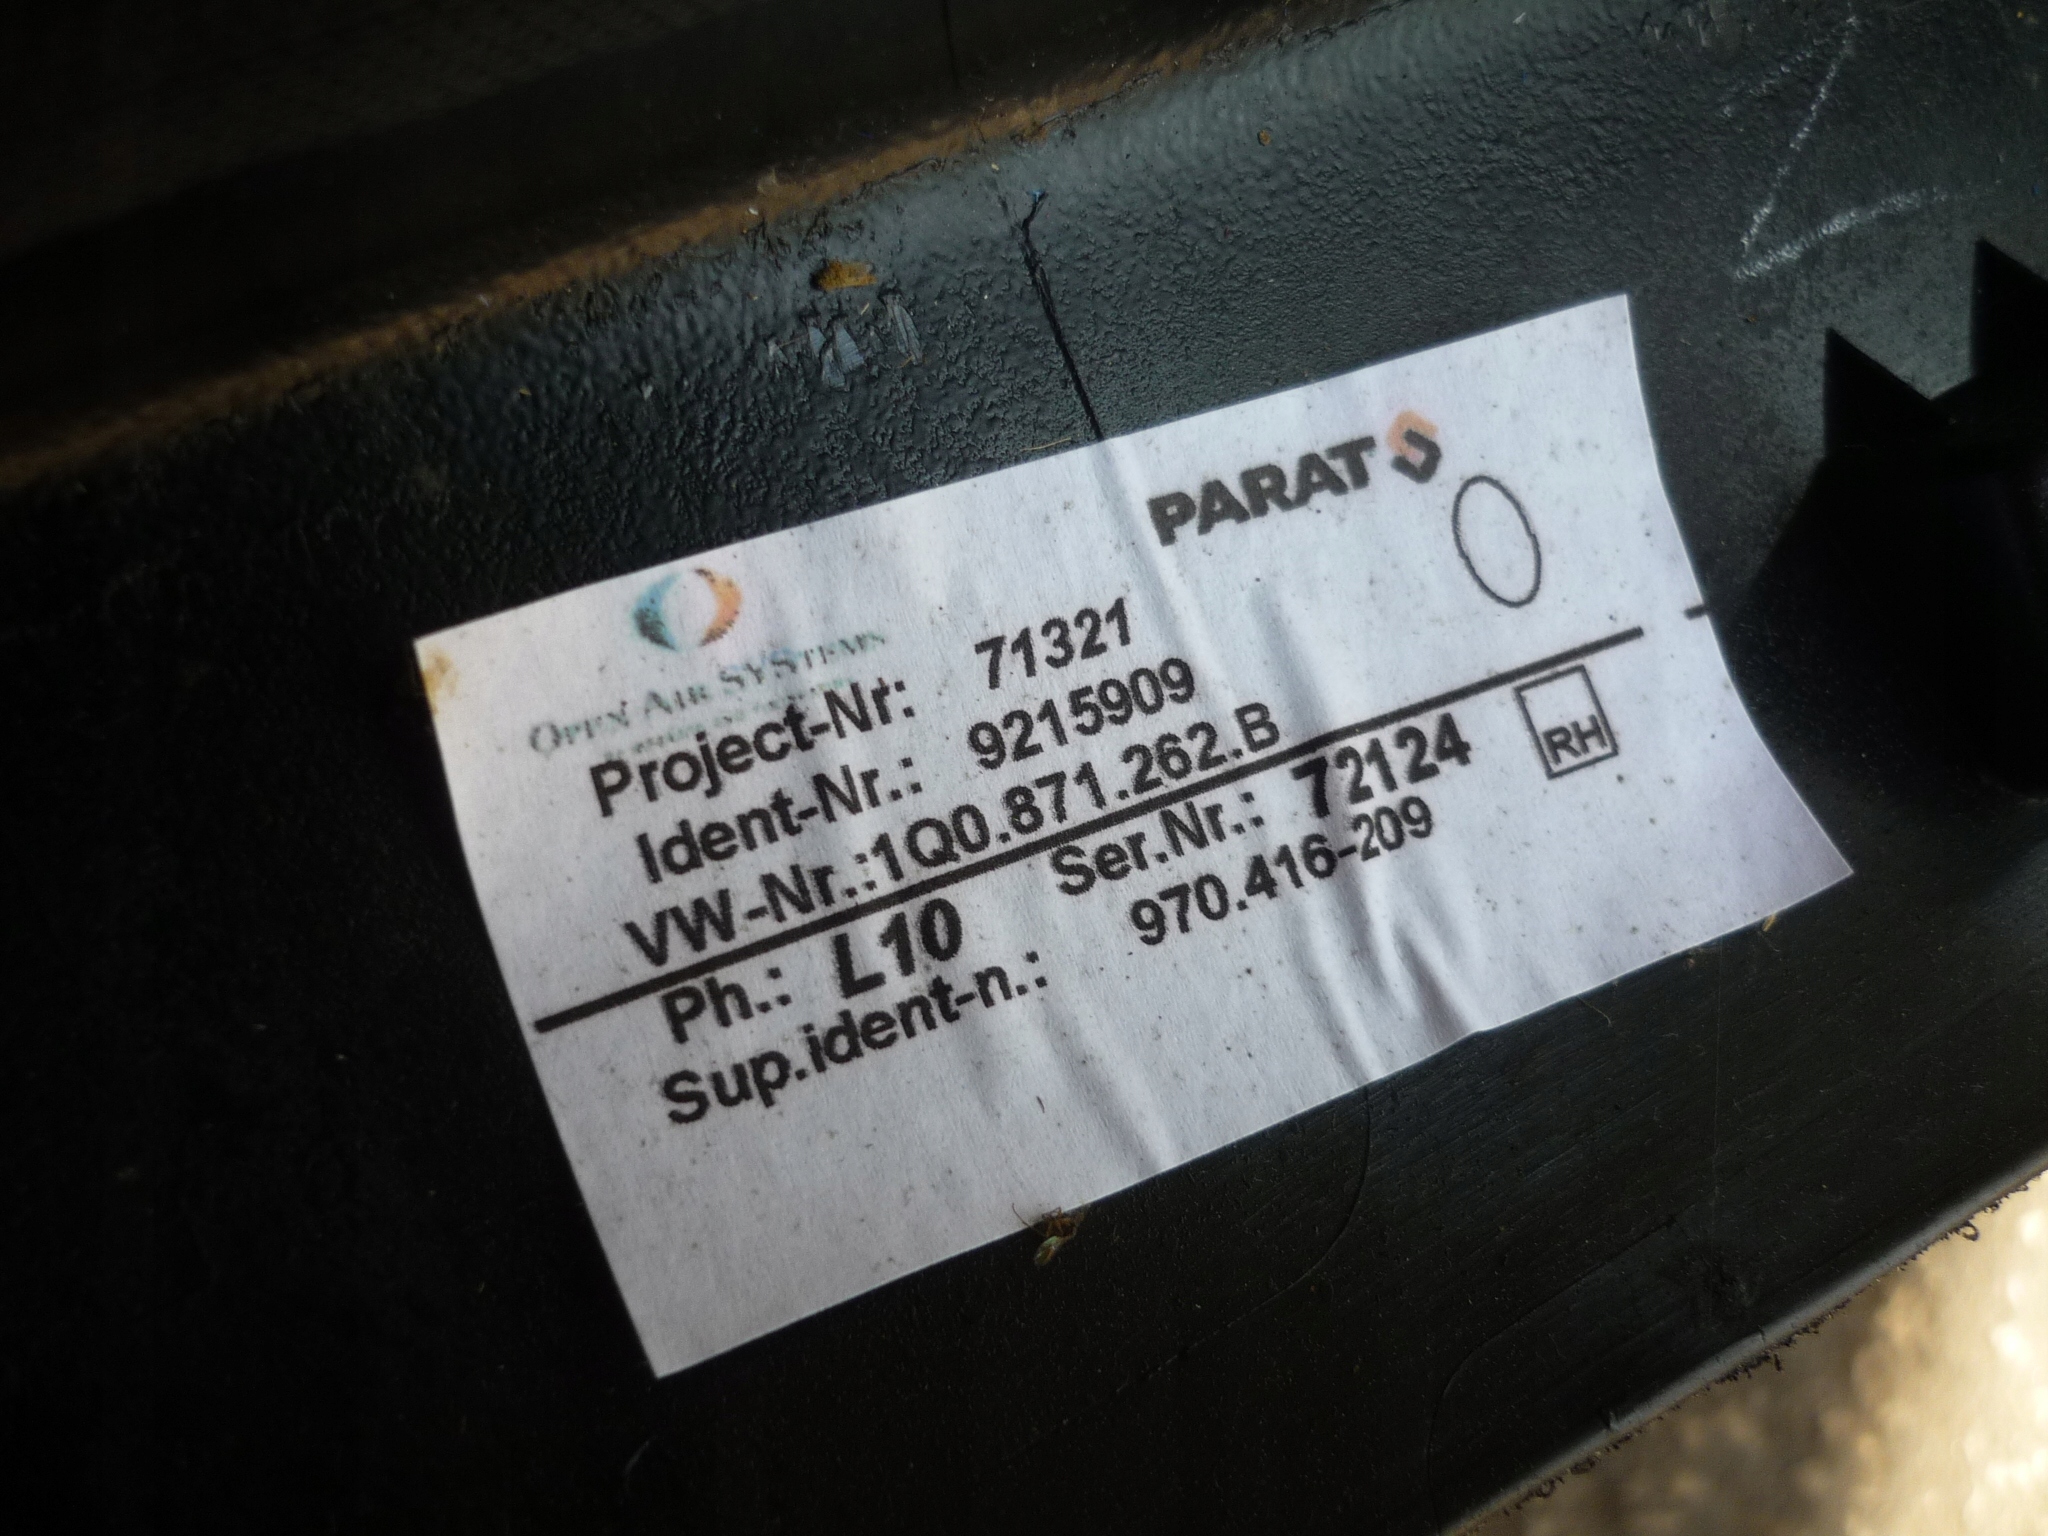 PARAT
OPEN AIR SYSTEMS
Project-Nr: 71321
Ident-Nr.: 9215909
VW-Nr.:1Q0.871.262.B
Ph.: L10 Ser.Nr.: 72124 RH
Sup.ident-n.: 970.416-209